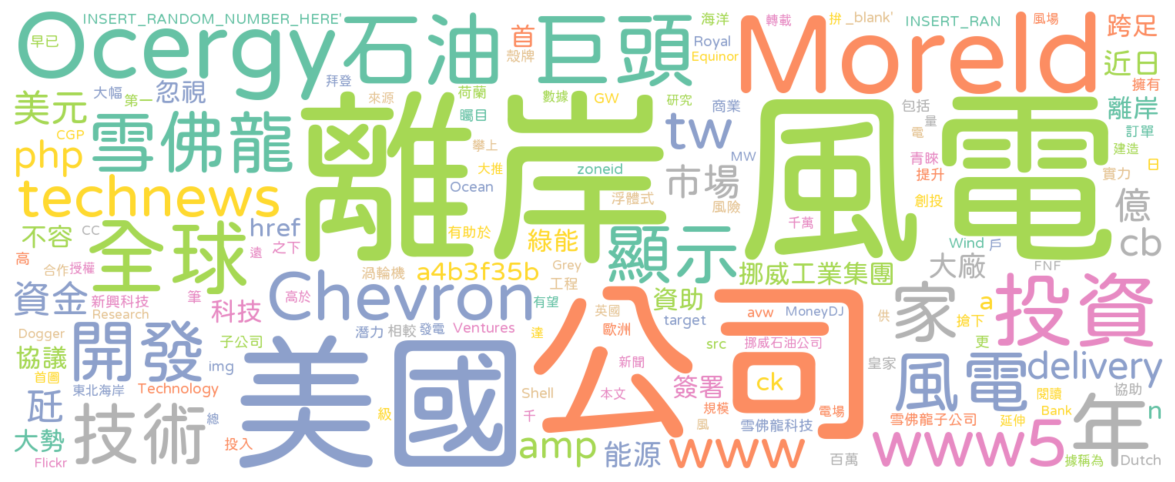 INSERT_RANDOM_NUMBER_HERE'
早已
Ocergy
石油
巨頭
首
殼牌
海洋
轉載
拚
_blank'
INSERT_RAN
風場
跨足
Royal
Equinor
Moreld
近日
擁有
美元
大幅
第一
忽視
拜登
來源
荷蘭
矚目
數據
GW
研究
商業
包括
量
離岸
訂單
CGP
雪佛龍
離岸
攀上
風電
tw
電
建造
php
大推
zoneid
MW
青睞
提升
實力
日
technews
Ocean
浮體式
市場
風險
創投
億
不容
CC
全球
href
之下
遠
有助於
綠能
顯示
千萬
Wind
戶
大廠
cb
高
合作
授權
渦輪機
a4b3f35b
Grey
工程
挪威工業集團
FNF
資金
新興科技
Research
筆
科技
高於
Chevron
有望
公司
英國
資助
家
a
投資
Dogger
開發
子公司
潛力
相較
發電
Ventures
達
歐洲
target
avw
MoneyDJ
供
搶下
更
協議
首圈
東北海岸
img
美國
新聞
src
挪威石油公司
皇家
風電
delivery
瓩
Technology
Shell
本文
簽署
ck
協助
閱讀
技術
總
級
千
規模
風
電場
雪佛龍科技
雪佛龍子公司
Bank
延伸
年
n
大勢
Flickr
投入
amp
能源
www
百萬
www5
據稱為
Dutch